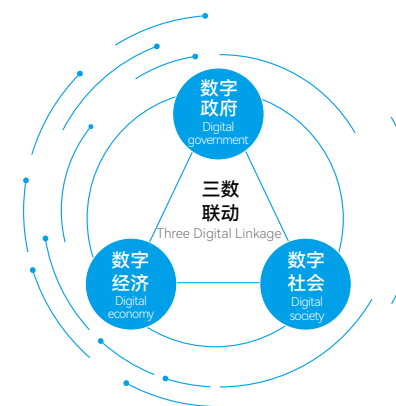 数字
政府
Digital
government
三数
联动
Three Digital Linkage
数字
经济
Digital
economy
数字
社会
Digital
society